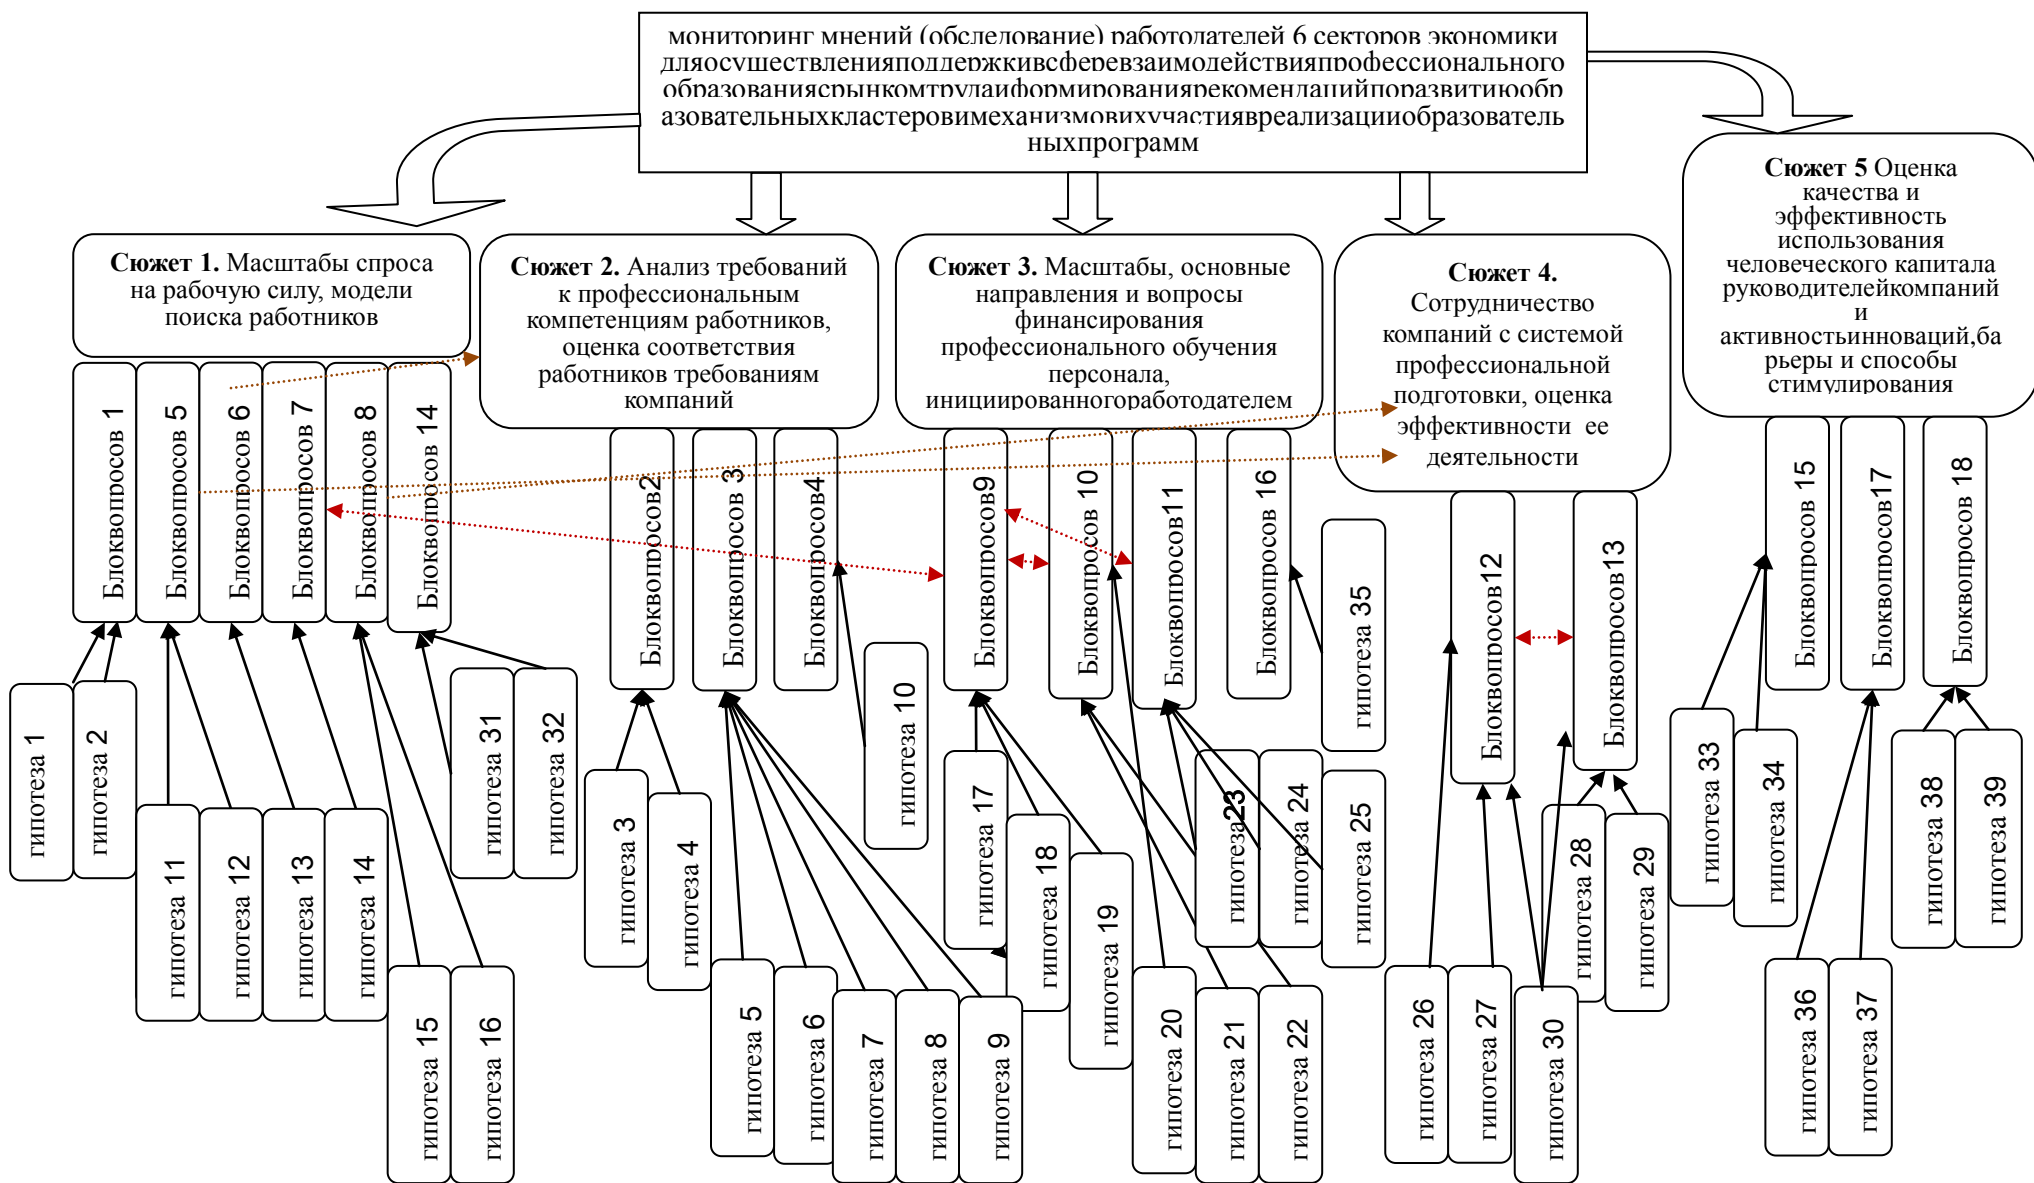 мониторинг мнений (обследование) работодателей 6 секторов экономики
дляосуществленияподдержкивсферевзаимодействияпрофессионального
образованиясрынкомтрудаиформированиярекомендацийпоразвитиюобр
азовательныхкластеровимеханизмовихучастиявреализацииобразователь
ныхпрограмм
Сюжет 1. Масштабы спроса
на рабочую силу, модели
поиска работников
Сюжет 2. Анализ требований
к профессиональным
компетенциям работников,
оценка соответствия
работников требованиям
компаний
Сюжет 3. Масштабы, основные
направления и вопросы
финансирования
профессионального обучения
персонала,
инициированногоработодателем
Сюжет 4.
Сотрудничество
компаний с системой
профессиональной
подготовки, оценка
эффективности ее
деятельности
Сюжет 5 Оценка
качества и
эффективность
использования
человеческого капитала
руководителейкомпаний
и
активностьинноваций,ба
рьеры и способы
стимулирования
Блоквопросов 1
Блоквопросов 5
Блоквопросов 6
Блоквопросов 7
Блоквопросов 8
Блоквопросов 14
Блоквопросов2
Блоквопросов 3
Блоквопросов4
Блоквопросов9
Блоквопросов 10
Блоквопросов11
Блоквопросов 16
Блоквопросов12
Блоквопросов13
Блоквопросов 15
Блоквопросов17
Блоквопросов 18
гипотеза 1
гипотеза 2
гипотеза 11
гипотеза 12
гипотеза 13
гипотеза 14
гипотеза 15
гипотеза 16
гипотеза 31
гипотеза 32
гипотеза 3
гипотеза 4
гипотеза 5
гипотеза 6
гипотеза 7
гипотеза 8
гипотеза 9
гипотеза 10
гипотеза 17
гипотеза 18
гипотеза 19
гипотеза 20
гипотеза 21
гипотеза 22
гипотеза23
гипотеза 24
гипотеза 25
гипотеза 35
гипотеза 26
гипотеза 27
гипотеза 30
гипотеза 28
гипотеза 29
гипотеза 33
гипотеза 34
гипотеза 36
гипотеза 37
гипотеза 38
гипотеза 39